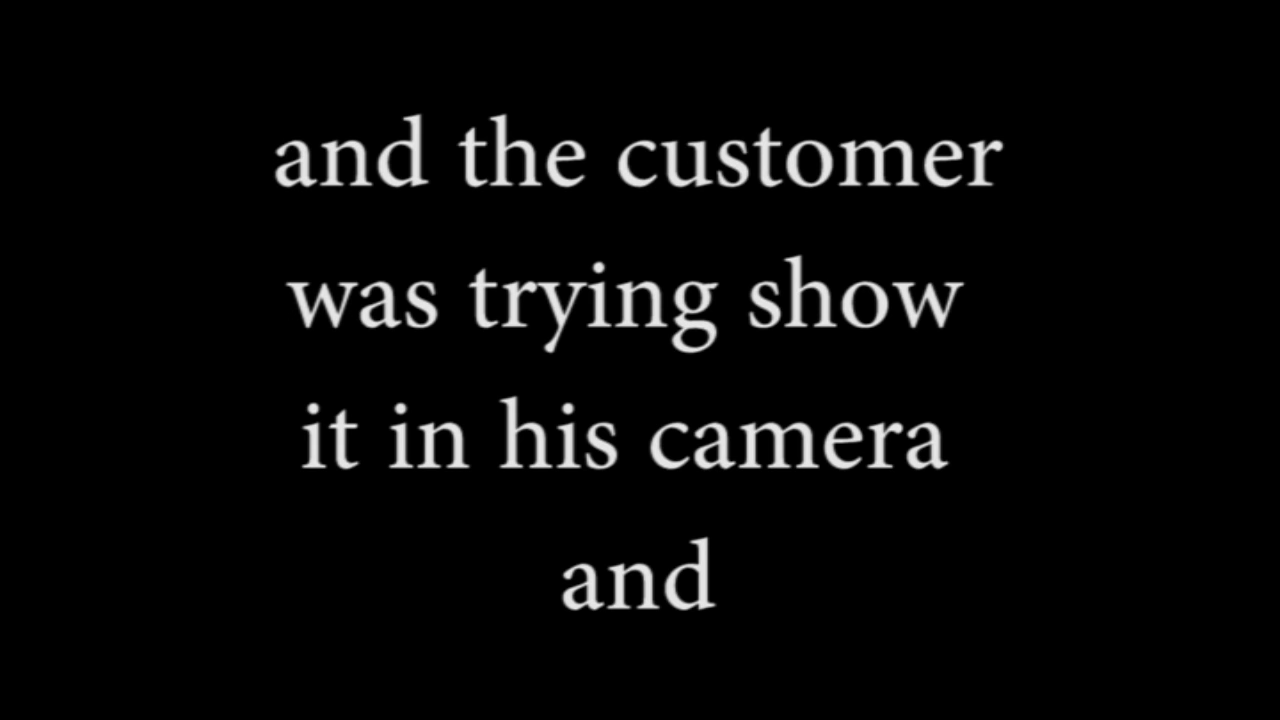 and the customer
was trying show
it in his camera
and